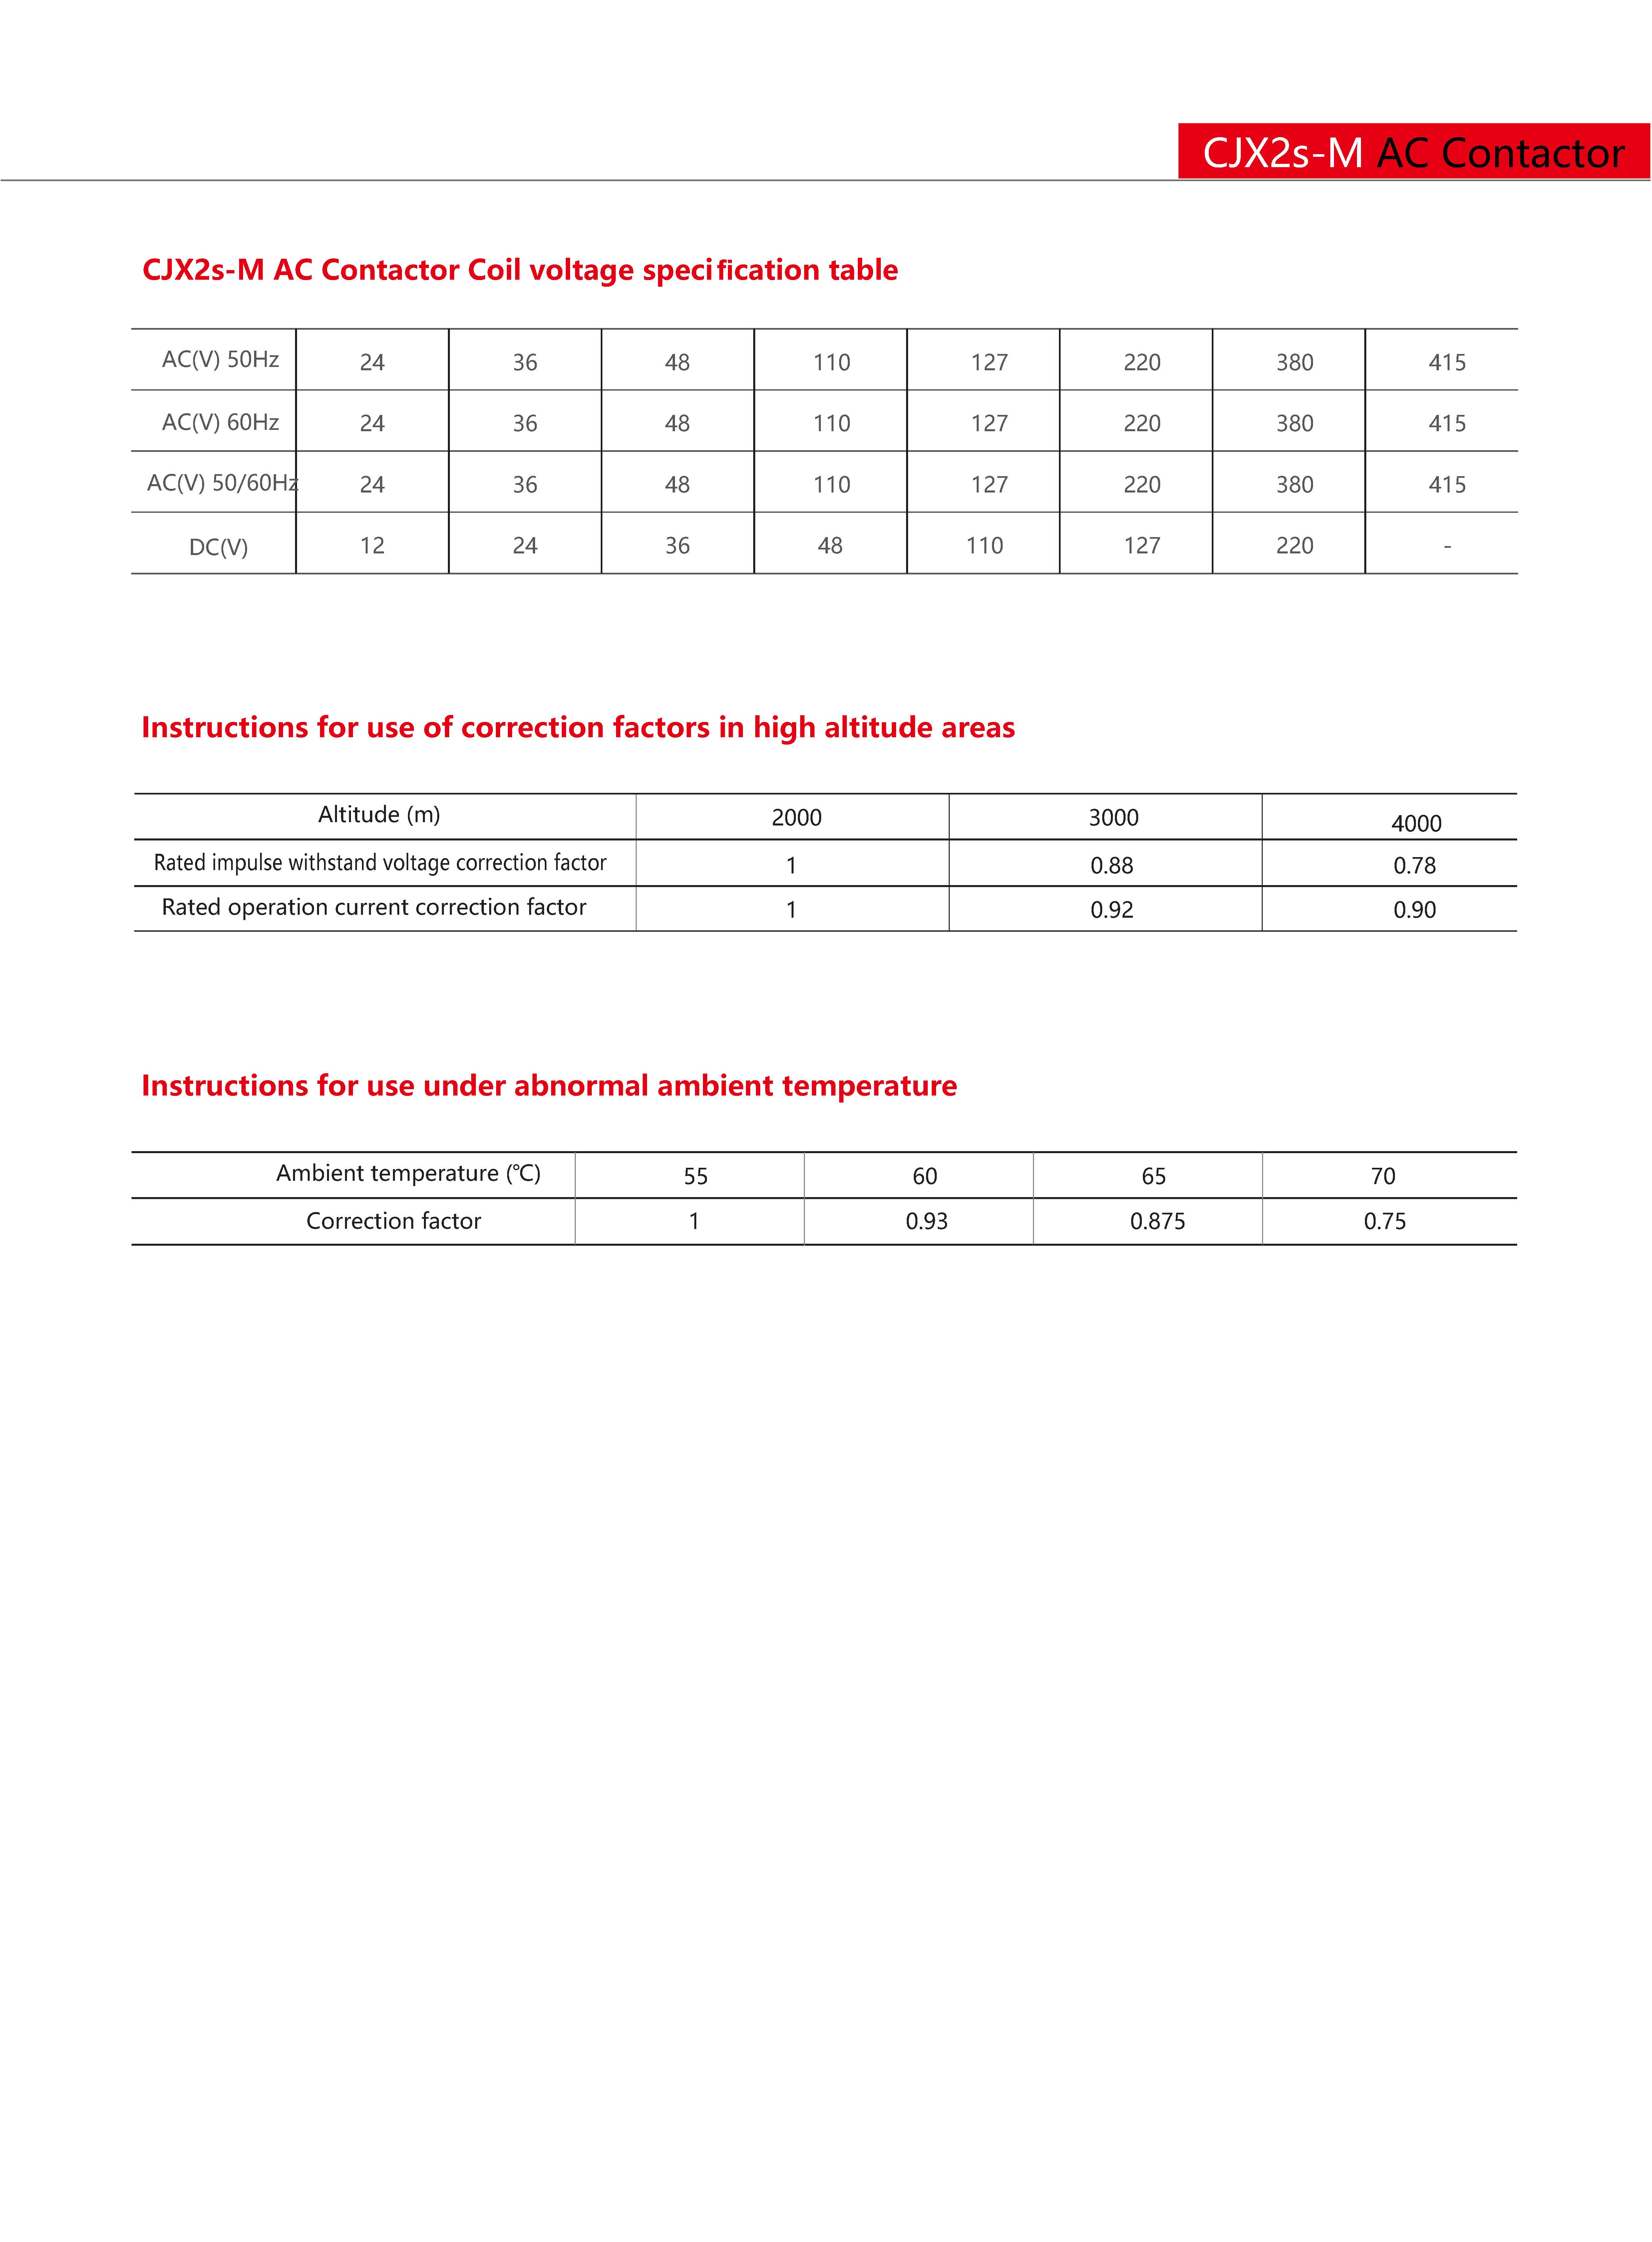 CJX2s-M AC Contactor
CJX2s-M AC Contactor Coil voltage specification table
AC(V) 50Hz 24 36 48 110 127 220 380 415
AC(V) 60Hz 24 36 48 110 127 220 380 415
AC(V) 50/60Hz 24 36 48 110 127 220 380 415
DC(V) 12 24 36 48 110 127 220 -
Instructions for use of correction factors in high altitude areas
Altitude (m) 2000 3000 4000
Rated impulse withstand voltage correction factor 1 0.88 0.78
Rated operation current correction factor 1 0.92 0.90
Instructions for use under abnormal ambient temperature
Ambient temperature (℃) 55 60 65 70
Correction factor 1 0.93 0.875 0.75